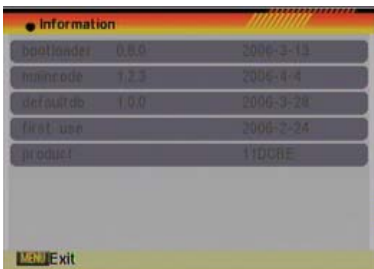 Information
bootloader 0.8.0 2006-3-13
maincode 1.2.3 2006-4-4
defaultdb 1.0.0 2006-3-28
first use 2006-2-24
product
MENU Exit